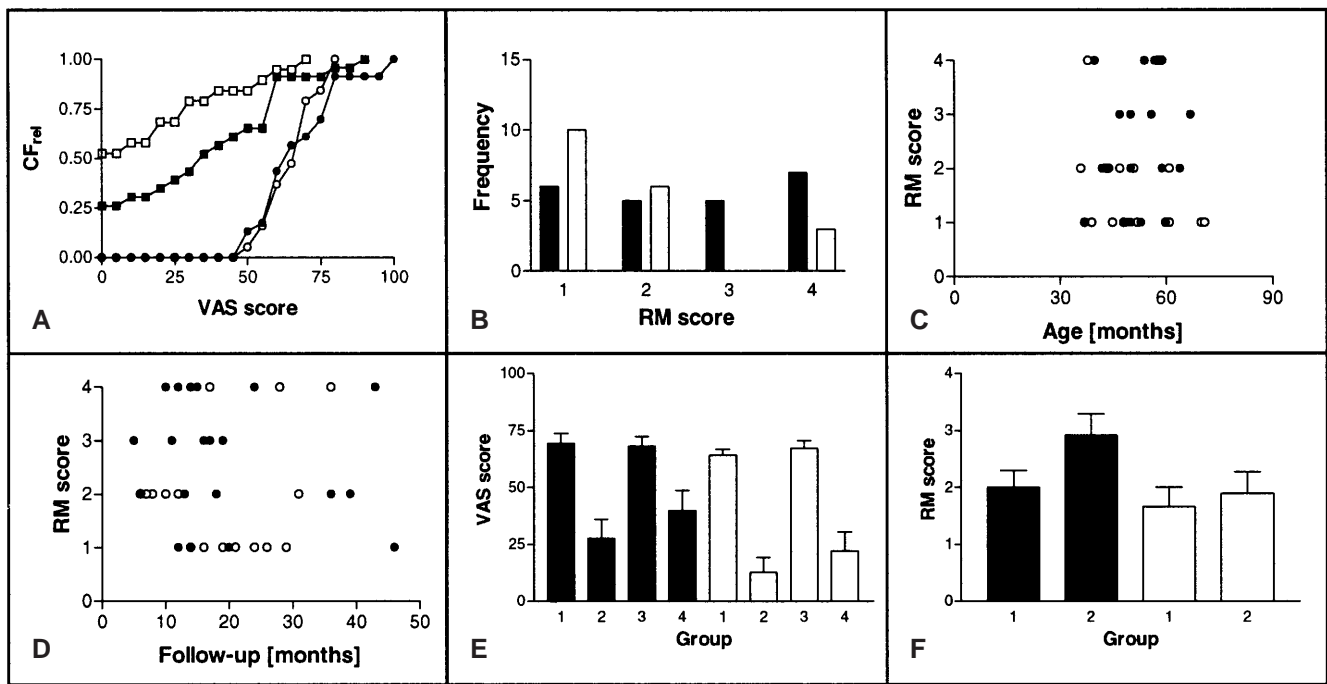 1.00
0.75
0.50
0.25
0.00
CF rel
0 25 50 75 100
VAS score
A
15
10
5
0
Frequency
1 2 3 4
RM score
B
4
3
2
1
0
RM score
0 30 60 90
Age [months]
C
4
3
2
1
0
RM score
0 10 20 30 40 50
Follow-up [months]
D
100
75
50
25
0
VAS score
1 2 3 4 1 2 3 4
Group
E
4
3
2
1
0
RM score
1 2 1 2
Group
F